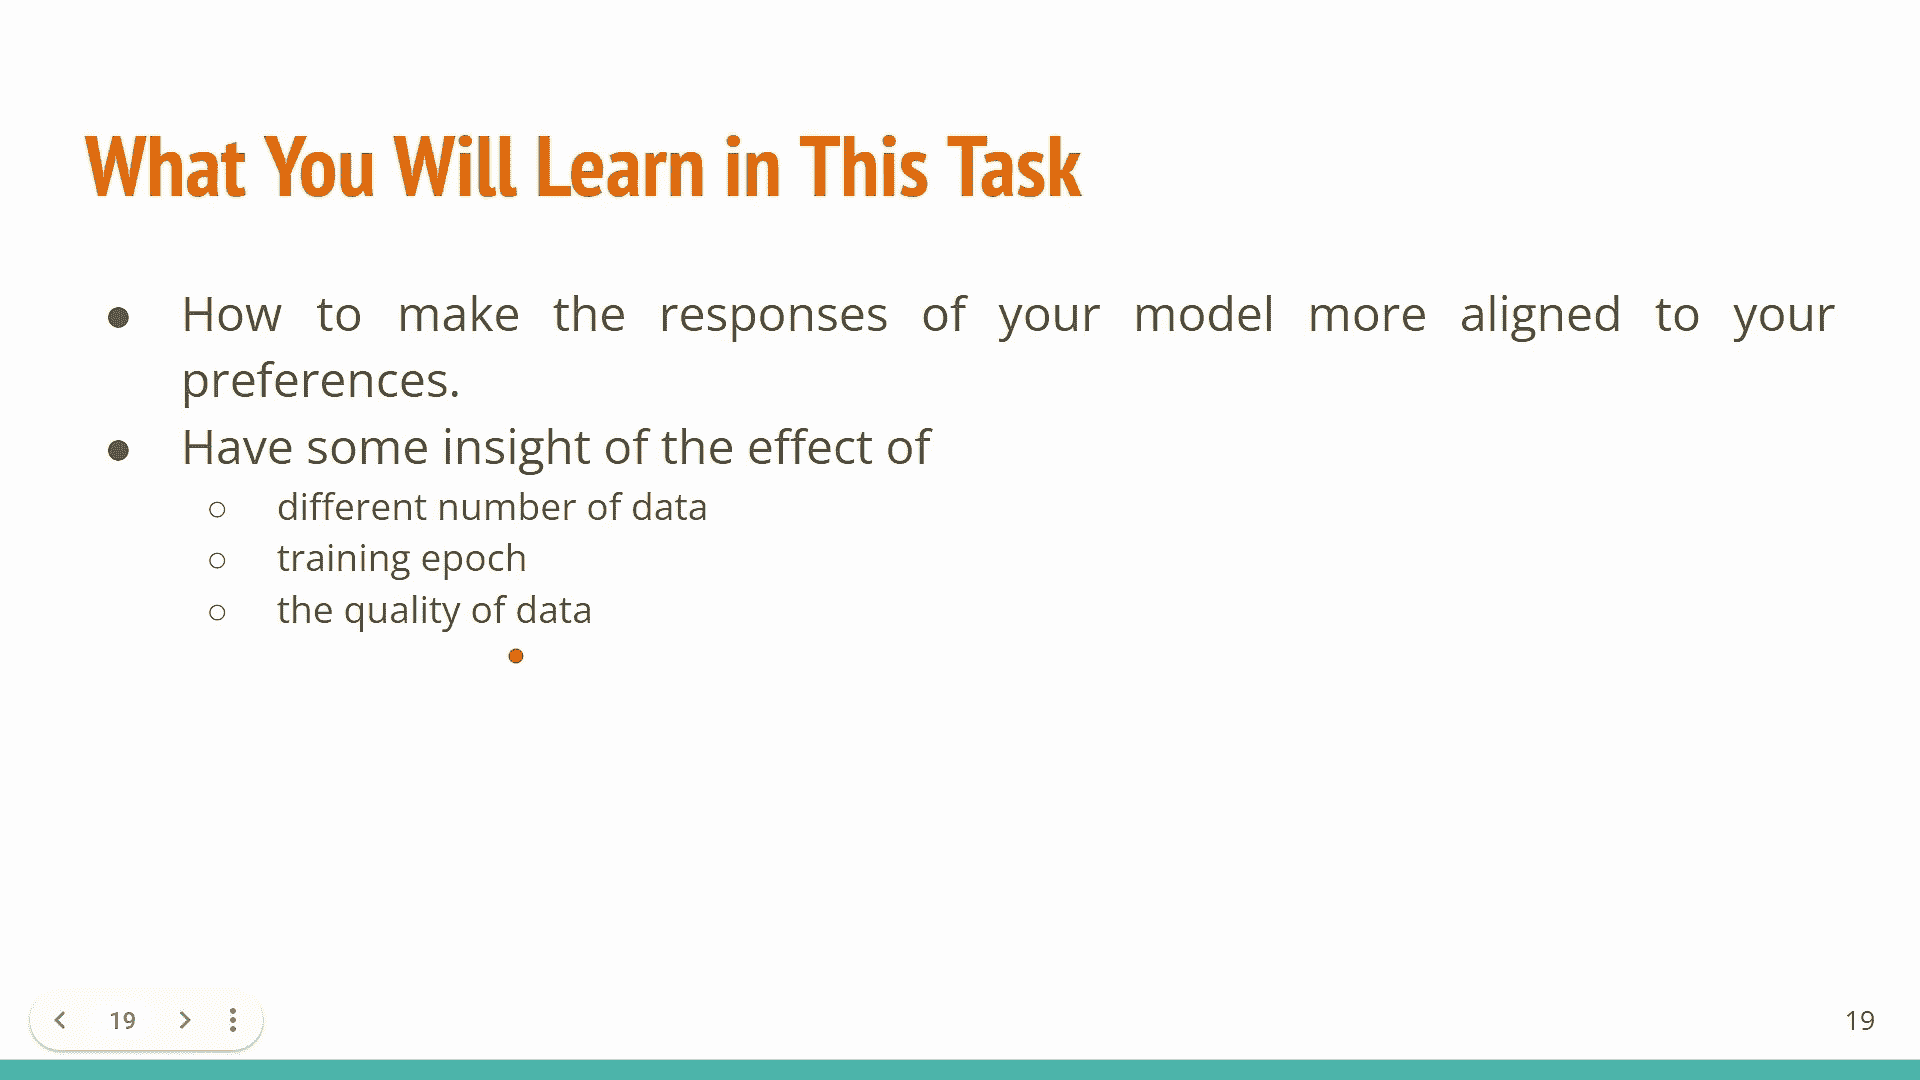 What You Will Learn in This Task
● How to make the responses of your model more aligned to your
preferences.
● Have some insight of the effect of
○ different number of data
○ training epoch
○ the quality of data
19
19